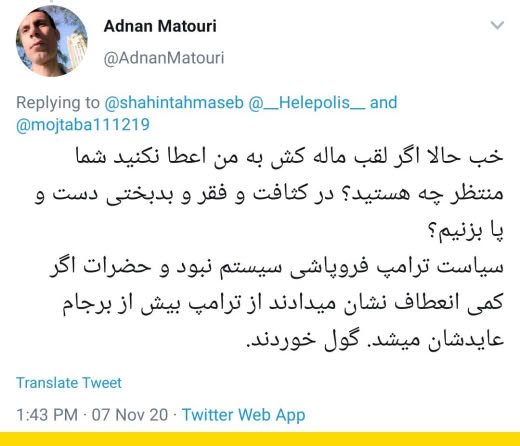 Adnan Matouri
@AdnanMatouri
Replying to @shahintahmaseb @__Helepolis__ and
@mojtaba111219
خب حالا اگر لقب ماله کش به من اعطا نکنید شما
منتظر چه هستید؟ در کثافت و فقر و بدبختی دست و
پا بزنیم؟
سیاست ترامپ فروپاشی سیستم نبود و حضرات اگر
کمی انعطاف نشان میدادند از ترامپ بیش از برجام
عایدشان میشد. گول خوردند.
Translate Tweet
1:43 PM · 07 Nov 20 · Twitter Web App